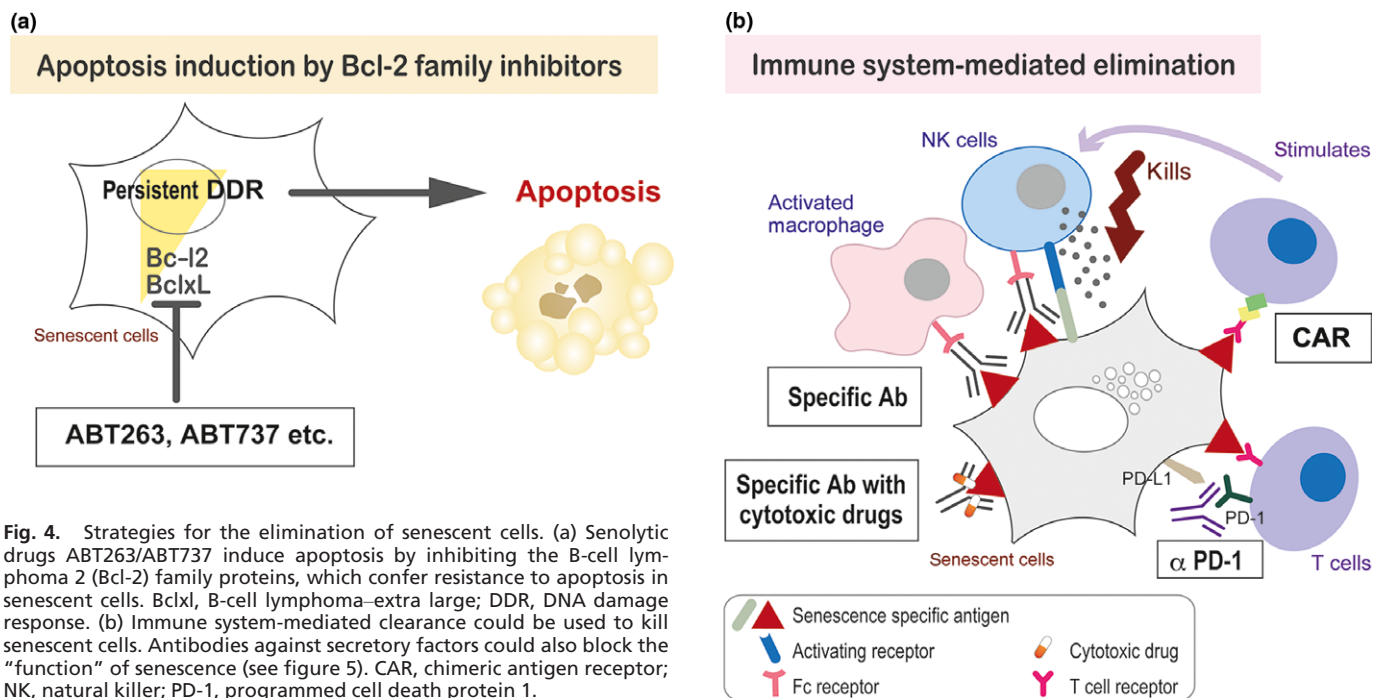 (a)
Apoptosis induction by Bcl-2 family inhibitors
Persistent DDR
Apoptosis
Bc-l2
BclxL
Senescent cells
ABT263, ABT737 etc.
Fig. 4. Strategies for the elimination of senescent cells. (a) Senolytic
drugs ABT263/ABT737 induce apoptosis by inhibiting the B-cell lym-
phoma 2 (Bcl-2) family proteins, which confer resistance to apoptosis in
senescent cells. Bclxl, B-cell lymphoma–extra large; DDR, DNA damage
response. (b) Immune system-mediated clearance could be used to kill
senescent cells. Antibodies against secretory factors could also block the
“function” of senescence (see figure 5). CAR, chimeric antigen receptor;
NK, natural killer; PD-1, programmed cell death protein 1.
(b)
Immune system-mediated elimination
NK cells
Stimulates
Kills
Activated
macrophage
CAR
Specific Ab
Specific Ab with
cytotoxic drugs
PD-L1
PD-1
α PD-1
T cells
Senescent cells
Senescence specific antigen
Activating receptor
Cytotoxic drug
Fc receptor
T cell receptor